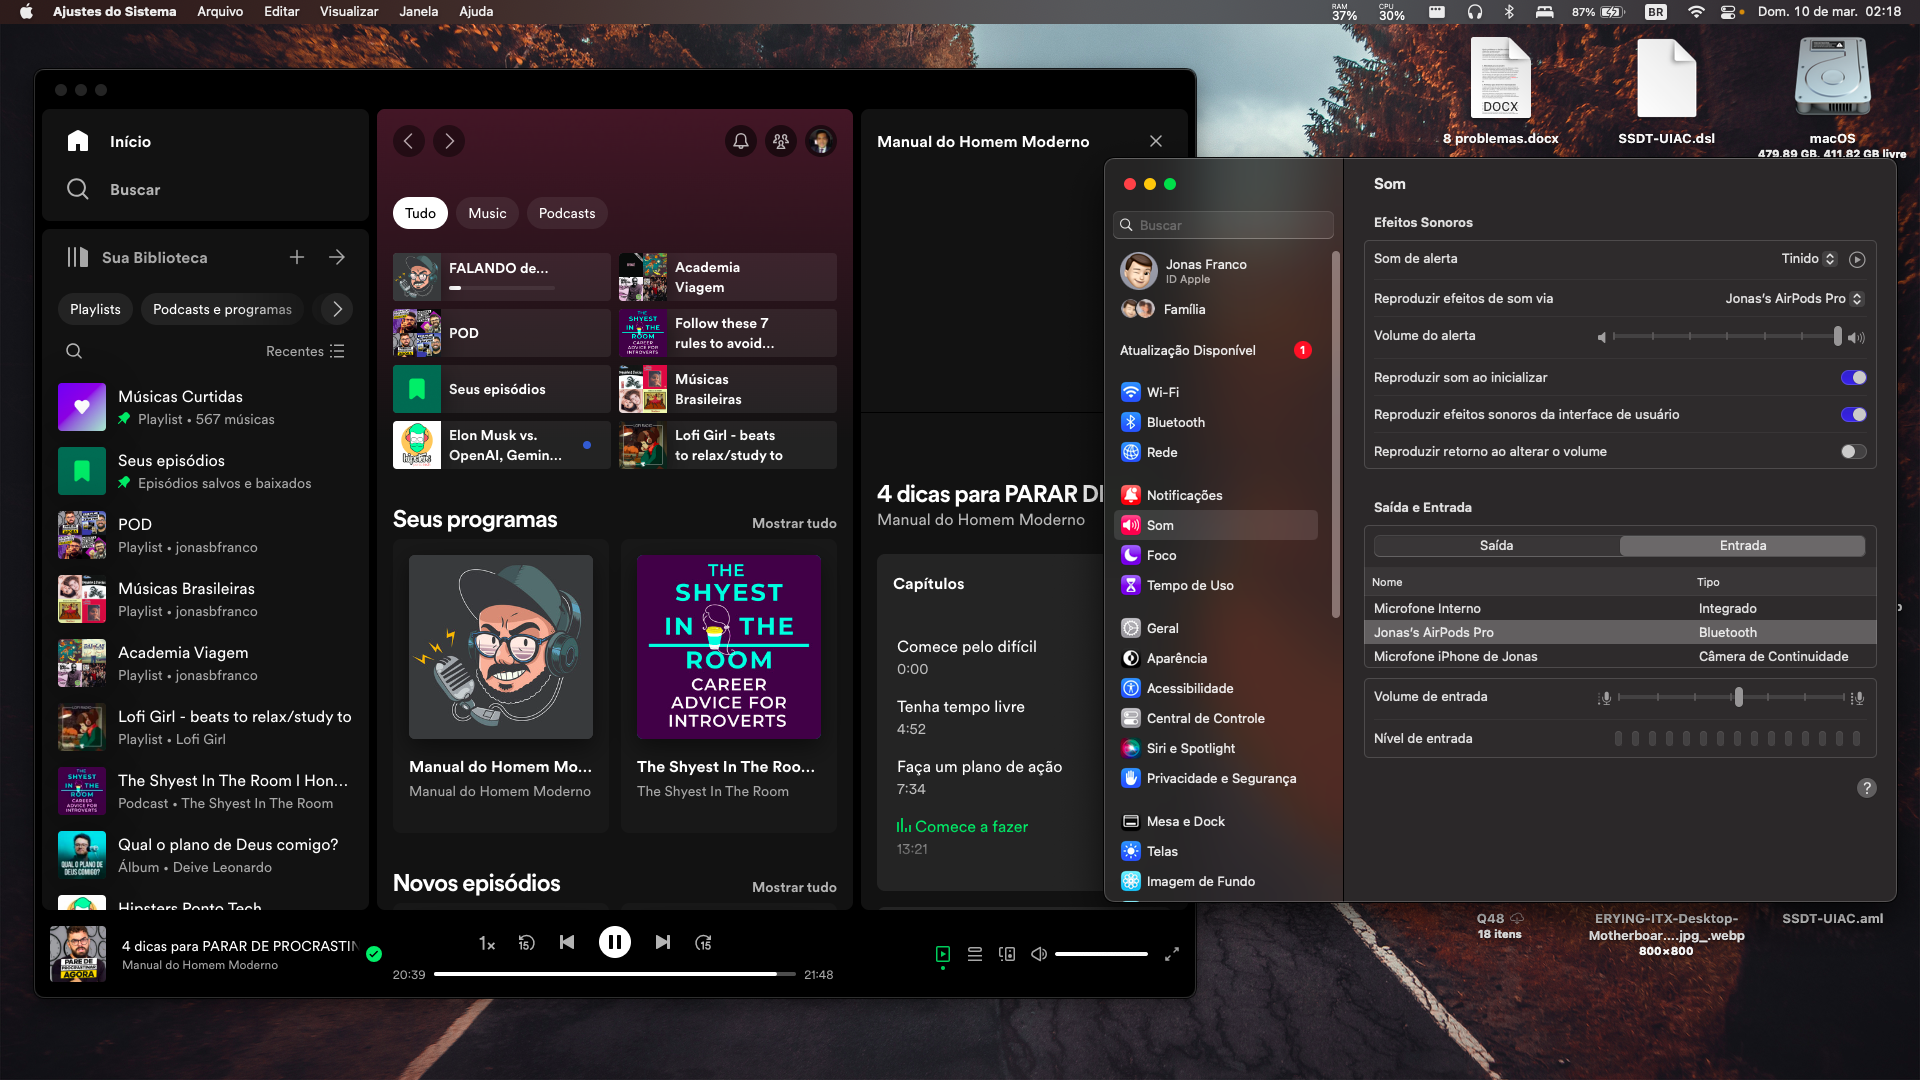 Ajustes do Sistema Arquivo Editar Visualizar Janela Ajuda
RAM 37% CPU 30% 87% BR Dom. 10 de mar. 02:18
DOCX
8 problemas.docx
SSDT-UIAC.dsl
macOS
479,89 GB, 411,82 GB livre
Q48
18 itens
ERYING-ITX-Desktop-
Motherboar....jpg_.webp
800×800
SSDT-UIAC.aml
Início
Buscar
Sua Biblioteca
Playlists
Podcasts e programas
Recentes
Músicas Curtidas
Playlist • 567 músicas
Seus episódios
Episódios salvos e baixados
POD
Playlist • jonasbfranco
Músicas Brasileiras
Playlist • jonasbfranco
Academia Viagem
Playlist • jonasbfranco
Lofi Girl - beats to relax/study to
Playlist • Lofi Girl
The Shyest In The Room I Hon...
Podcast • The Shyest In The Room
Qual o plano de Deus comigo?
Álbum • Deive Leonardo
Hipsters Ponto Tech
Tudo
Music
Podcasts
FALANDO de...
Academia
Viagem
POD
Follow these 7
rules to avoid...
Seus episódios
Músicas
Brasileiras
Elon Musk vs.
OpenAI, Gemin...
Lofi Girl - beats
to relax/study to
Seus programas
Mostrar tudo
THE
SHYEST
IN THE
ROOM
CAREER
ADVICE FOR
INTROVERTS
Manual do Homem Mo...
Manual do Homem Moderno
The Shyest In The Roo...
The Shyest In The Room
Novos episódios
Mostrar tudo
Manual do Homem Moderno
4 dicas para PARAR DE
Manual do Homem Moderno
Capítulos
Começe pelo difícil
0:00
Tenha tempo livre
4:52
Faça um plano de ação
7:34
Comece a fazer
13:21
PARE DE
PROCRASTINAR
AGORA
4 dicas para PARAR DE PROCRASTIN
Manual do Homem Moderno
1x
15
15
20:39
21:48
Buscar
Jonas Franco
ID Apple
Família
Atualização Disponível 1
Wi-Fi
Bluetooth
Rede
Notificações
Som
Foco
Tempo de Uso
Geral
Aparência
Acessibilidade
Central de Controle
Siri e Spotlight
Privacidade e Segurança
Mesa e Dock
Telas
Imagem de Fundo
Som
Efeitos Sonoros
Som de alerta Tinido
Reproduzir efeitos de som via Jonas's AirPods Pro
Volume do alerta
Reproduzir som ao inicializar
Reproduzir efeitos sonoros da interface de usuário
Reproduzir retorno ao alterar o volume
Saída e Entrada
Saída Entrada
Nome Tipo
Microfone Interno Integrado
Jonas's AirPods Pro Bluetooth
Microfone iPhone de Jonas Câmera de Continuidade
Volume de entrada
Nível de entrada
?